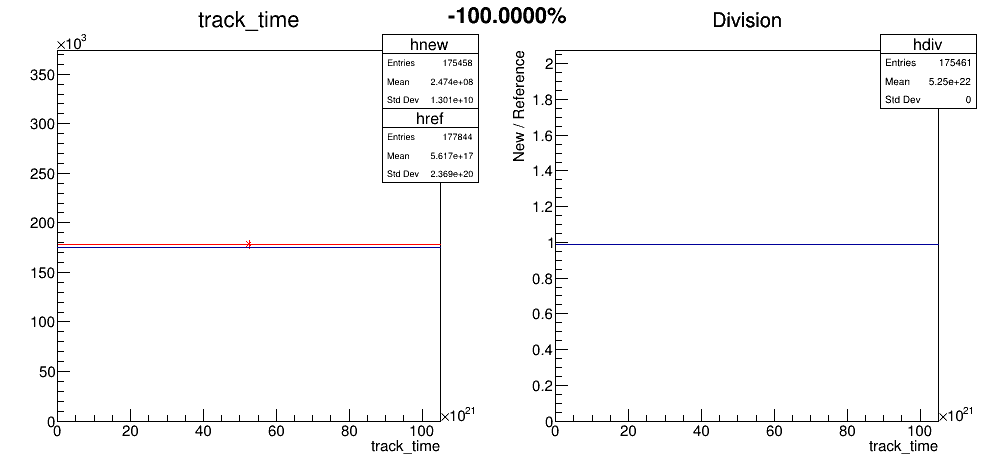 track_time
-100.0000%
Division
×10³
hnew
Entries 175458
Mean 2.474e+08
Std Dev 1.301e+10
href
Entries 177844
Mean 5.617e+17
Std Dev 2.369e+20
350
300
250
200
150
100
50
0
0 20 40 60 80 100 ×10²¹
track_time
hdiv
Entries 175461
Mean 5.25e+22
Std Dev 0
New / Reference
2
1.8
1.6
1.4
1.2
1
0.8
0.6
0.4
0.2
0
0 20 40 60 80 100 ×10²¹
track_time